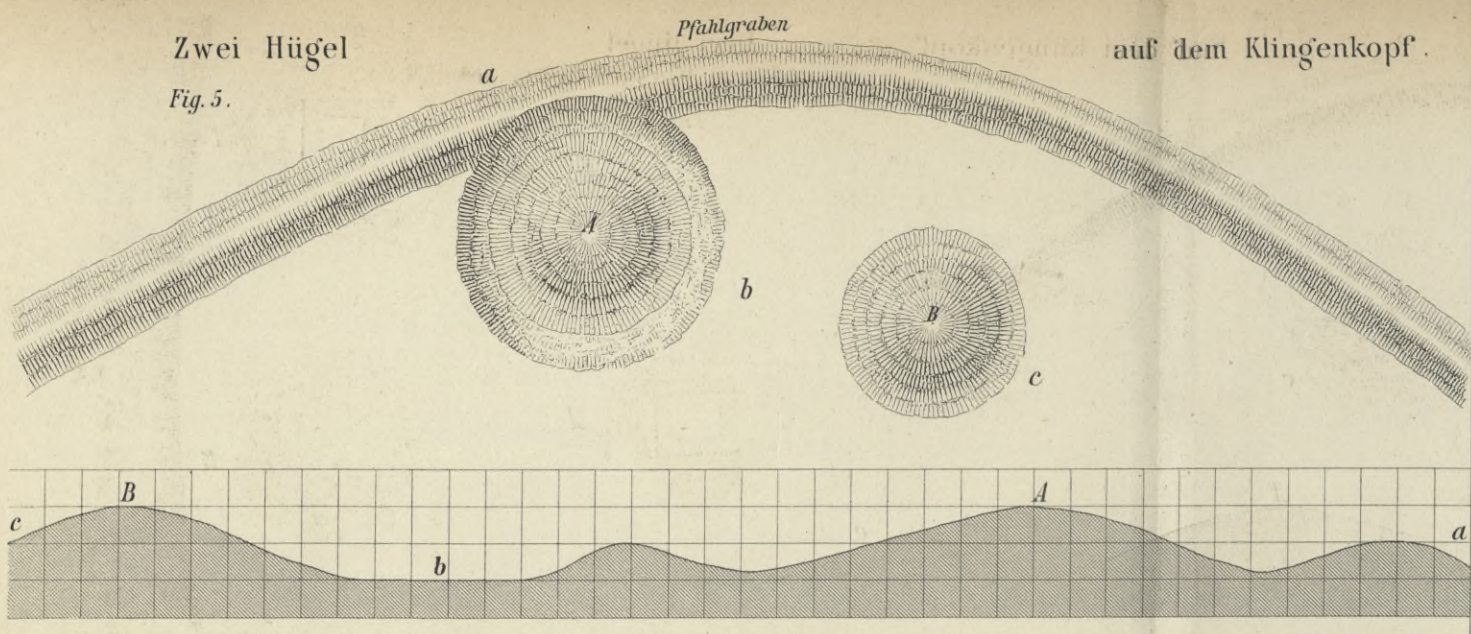 Zwei Hügel
auf dem Klingenkopf.
Fig. 5.
Pfahlgraben
a
A
b
B
c
B
A
c
a
b